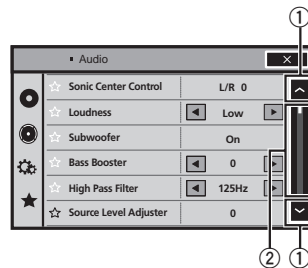 ①
Audio
Sonic Center Control L/R 0
Loudness Low
Subwoofer On
Bass Booster 0
High Pass Filter 125Hz
Source Level Adjuster 0
② ①